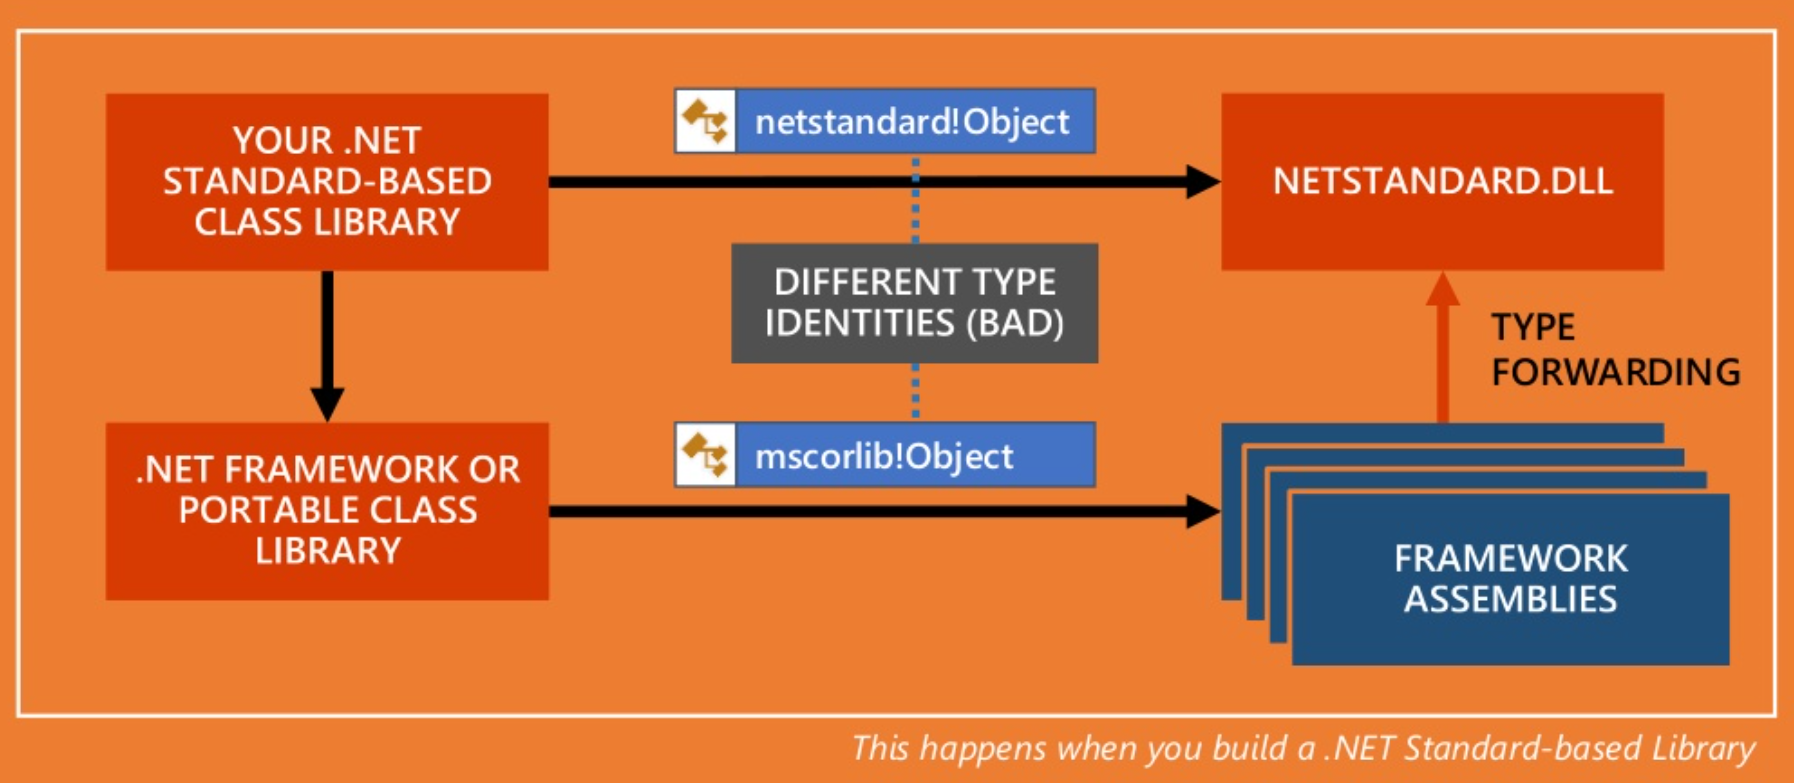 YOUR .NET
STANDARD-BASED
CLASS LIBRARY
netstandard!Object
NETSTANDARD.DLL
DIFFERENT TYPE
IDENTITIES (BAD)
TYPE
FORWARDING
.NET FRAMEWORK OR
PORTABLE CLASS
LIBRARY
mscorlib!Object
FRAMEWORK
ASSEMBLIES
This happens when you build a .NET Standard-based Library